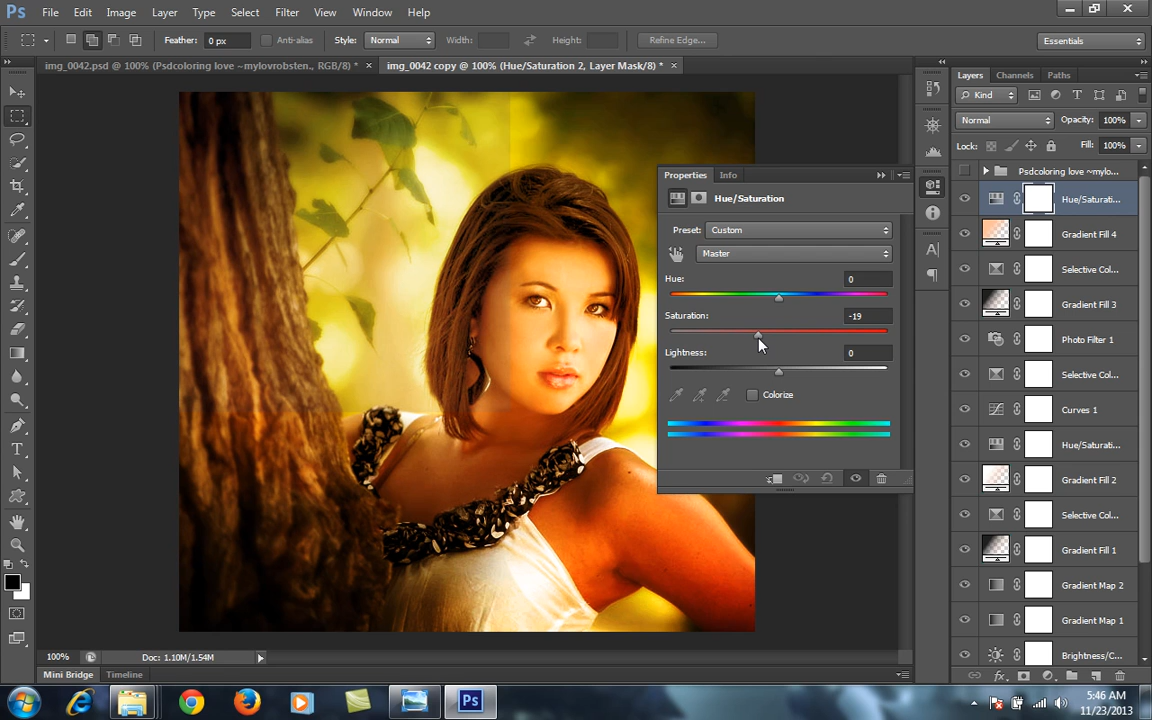 Ps File Edit Image Layer Type Select Filter View Window Help
Feather: 0 px Anti-alias Style: Normal Width: Height: Refine Edge... Essentials
img_0042.psd @ 100% (Psdcoloring love ~mylovrobsten., RGB/8) * × img_0042 copy @ 100% (Hue/Saturation 2, Layer Mask/8) * ×
Layers Channels Paths
Kind
Normal Opacity: 100%
Lock: Fill: 100%
Psdcoloring love ~mylo...
Hue/Saturati...
Gradient Fill 4
Selective Col...
Gradient Fill 3
Photo Filter 1
Selective Col...
Curves 1
Hue/Saturati...
Gradient Fill 2
Selective Col...
Gradient Fill 1
Gradient Map 2
Gradient Map 1
Brightness/C...
Properties Info
Hue/Saturation
Preset: Custom
Master
Hue: 0
Saturation: -19
Lightness: 0
Colorize
100% Doc: 1.10M/1.54M
Mini Bridge Timeline
Ps
5:46 AM
11/23/2013